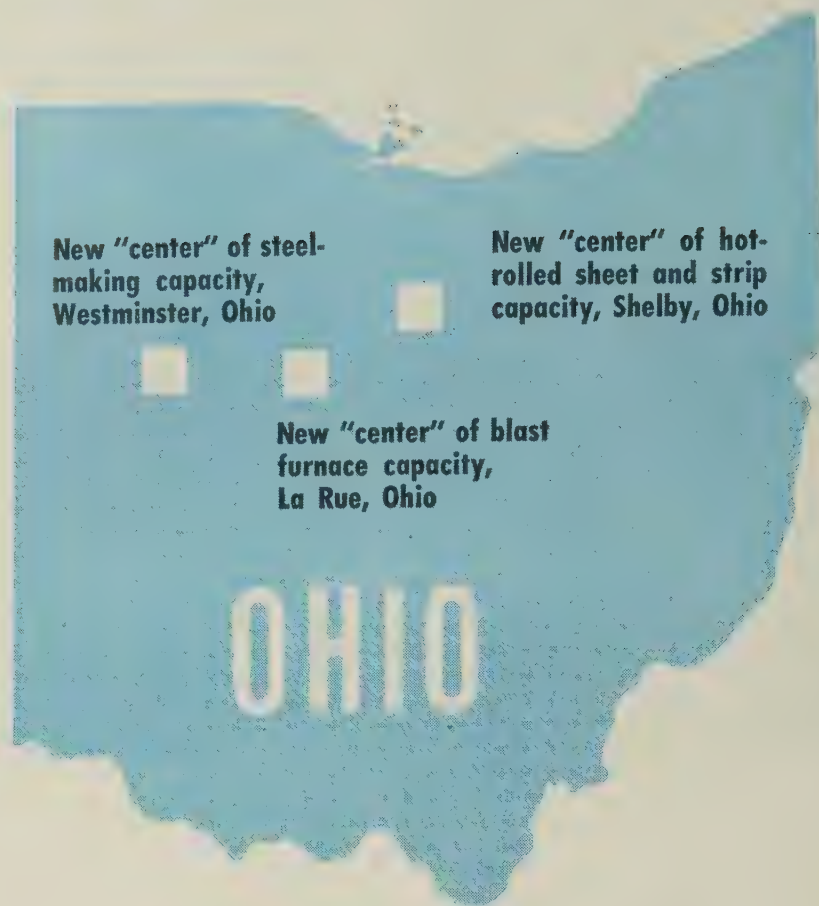 New "center" of steel-
making capacity,
Westminster, Ohio
New "center" of hot-
rolled sheet and strip
capacity, Shelby, Ohio
New "center" of blast
furnace capacity,
La Rue, Ohio
OHIO